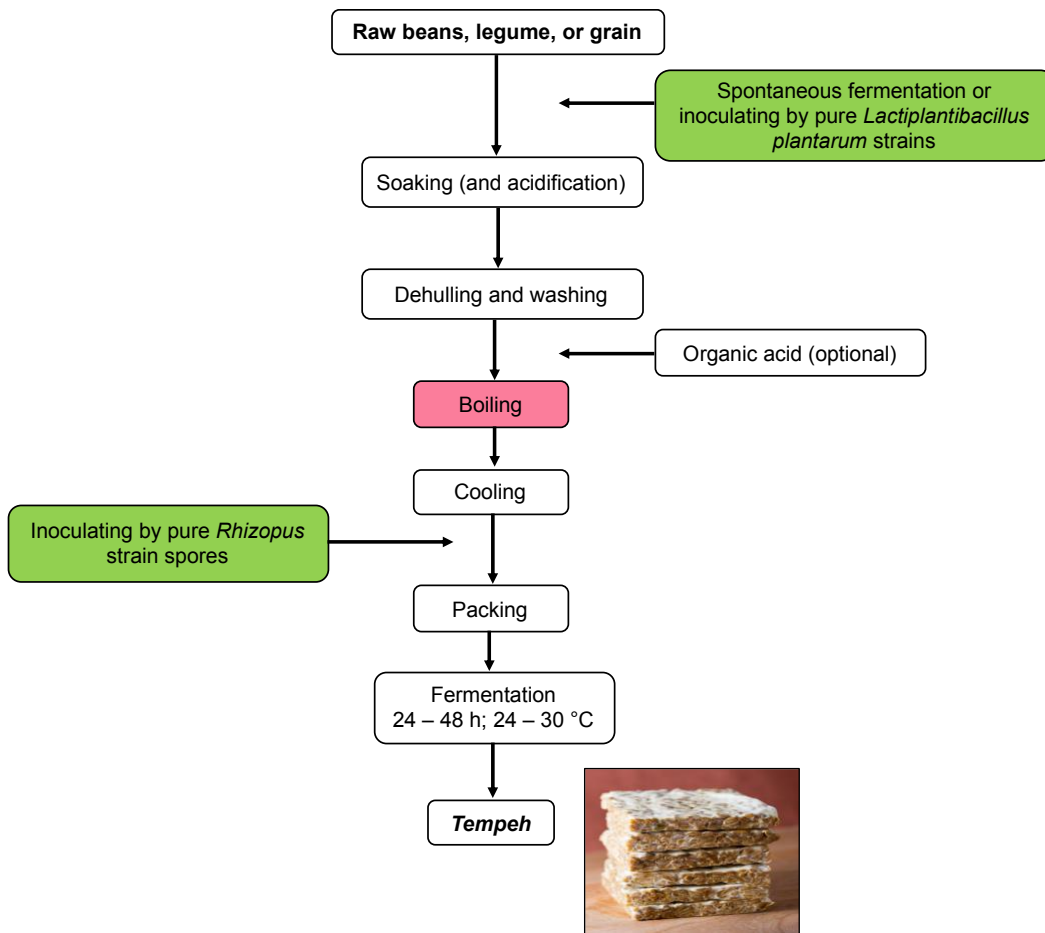 Raw beans, legume, or grain
Spontaneous fermentation or
inoculating by pure Lactiplantibacillus
plantarum strains
Soaking (and acidification)
Dehulling and washing
Organic acid (optional)
Boiling
Cooling
Inoculating by pure Rhizopus
strain spores
Packing
Fermentation
24 – 48 h; 24 – 30 °C
Tempeh